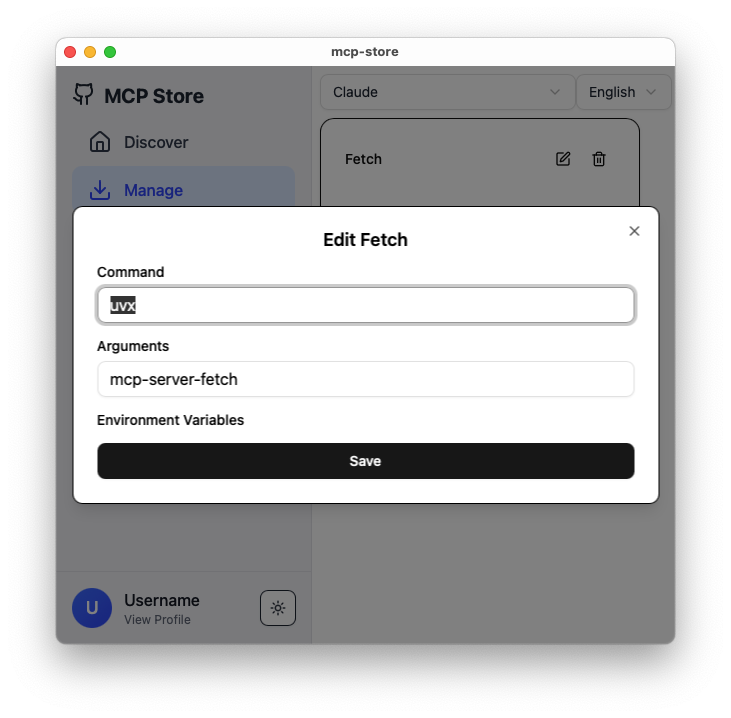 mcp-store
MCP Store
Claude
English
Discover
Fetch
Manage
Edit Fetch
Command
uvx
Arguments
mcp-server-fetch
Environment Variables
Save
U
Username
View Profile